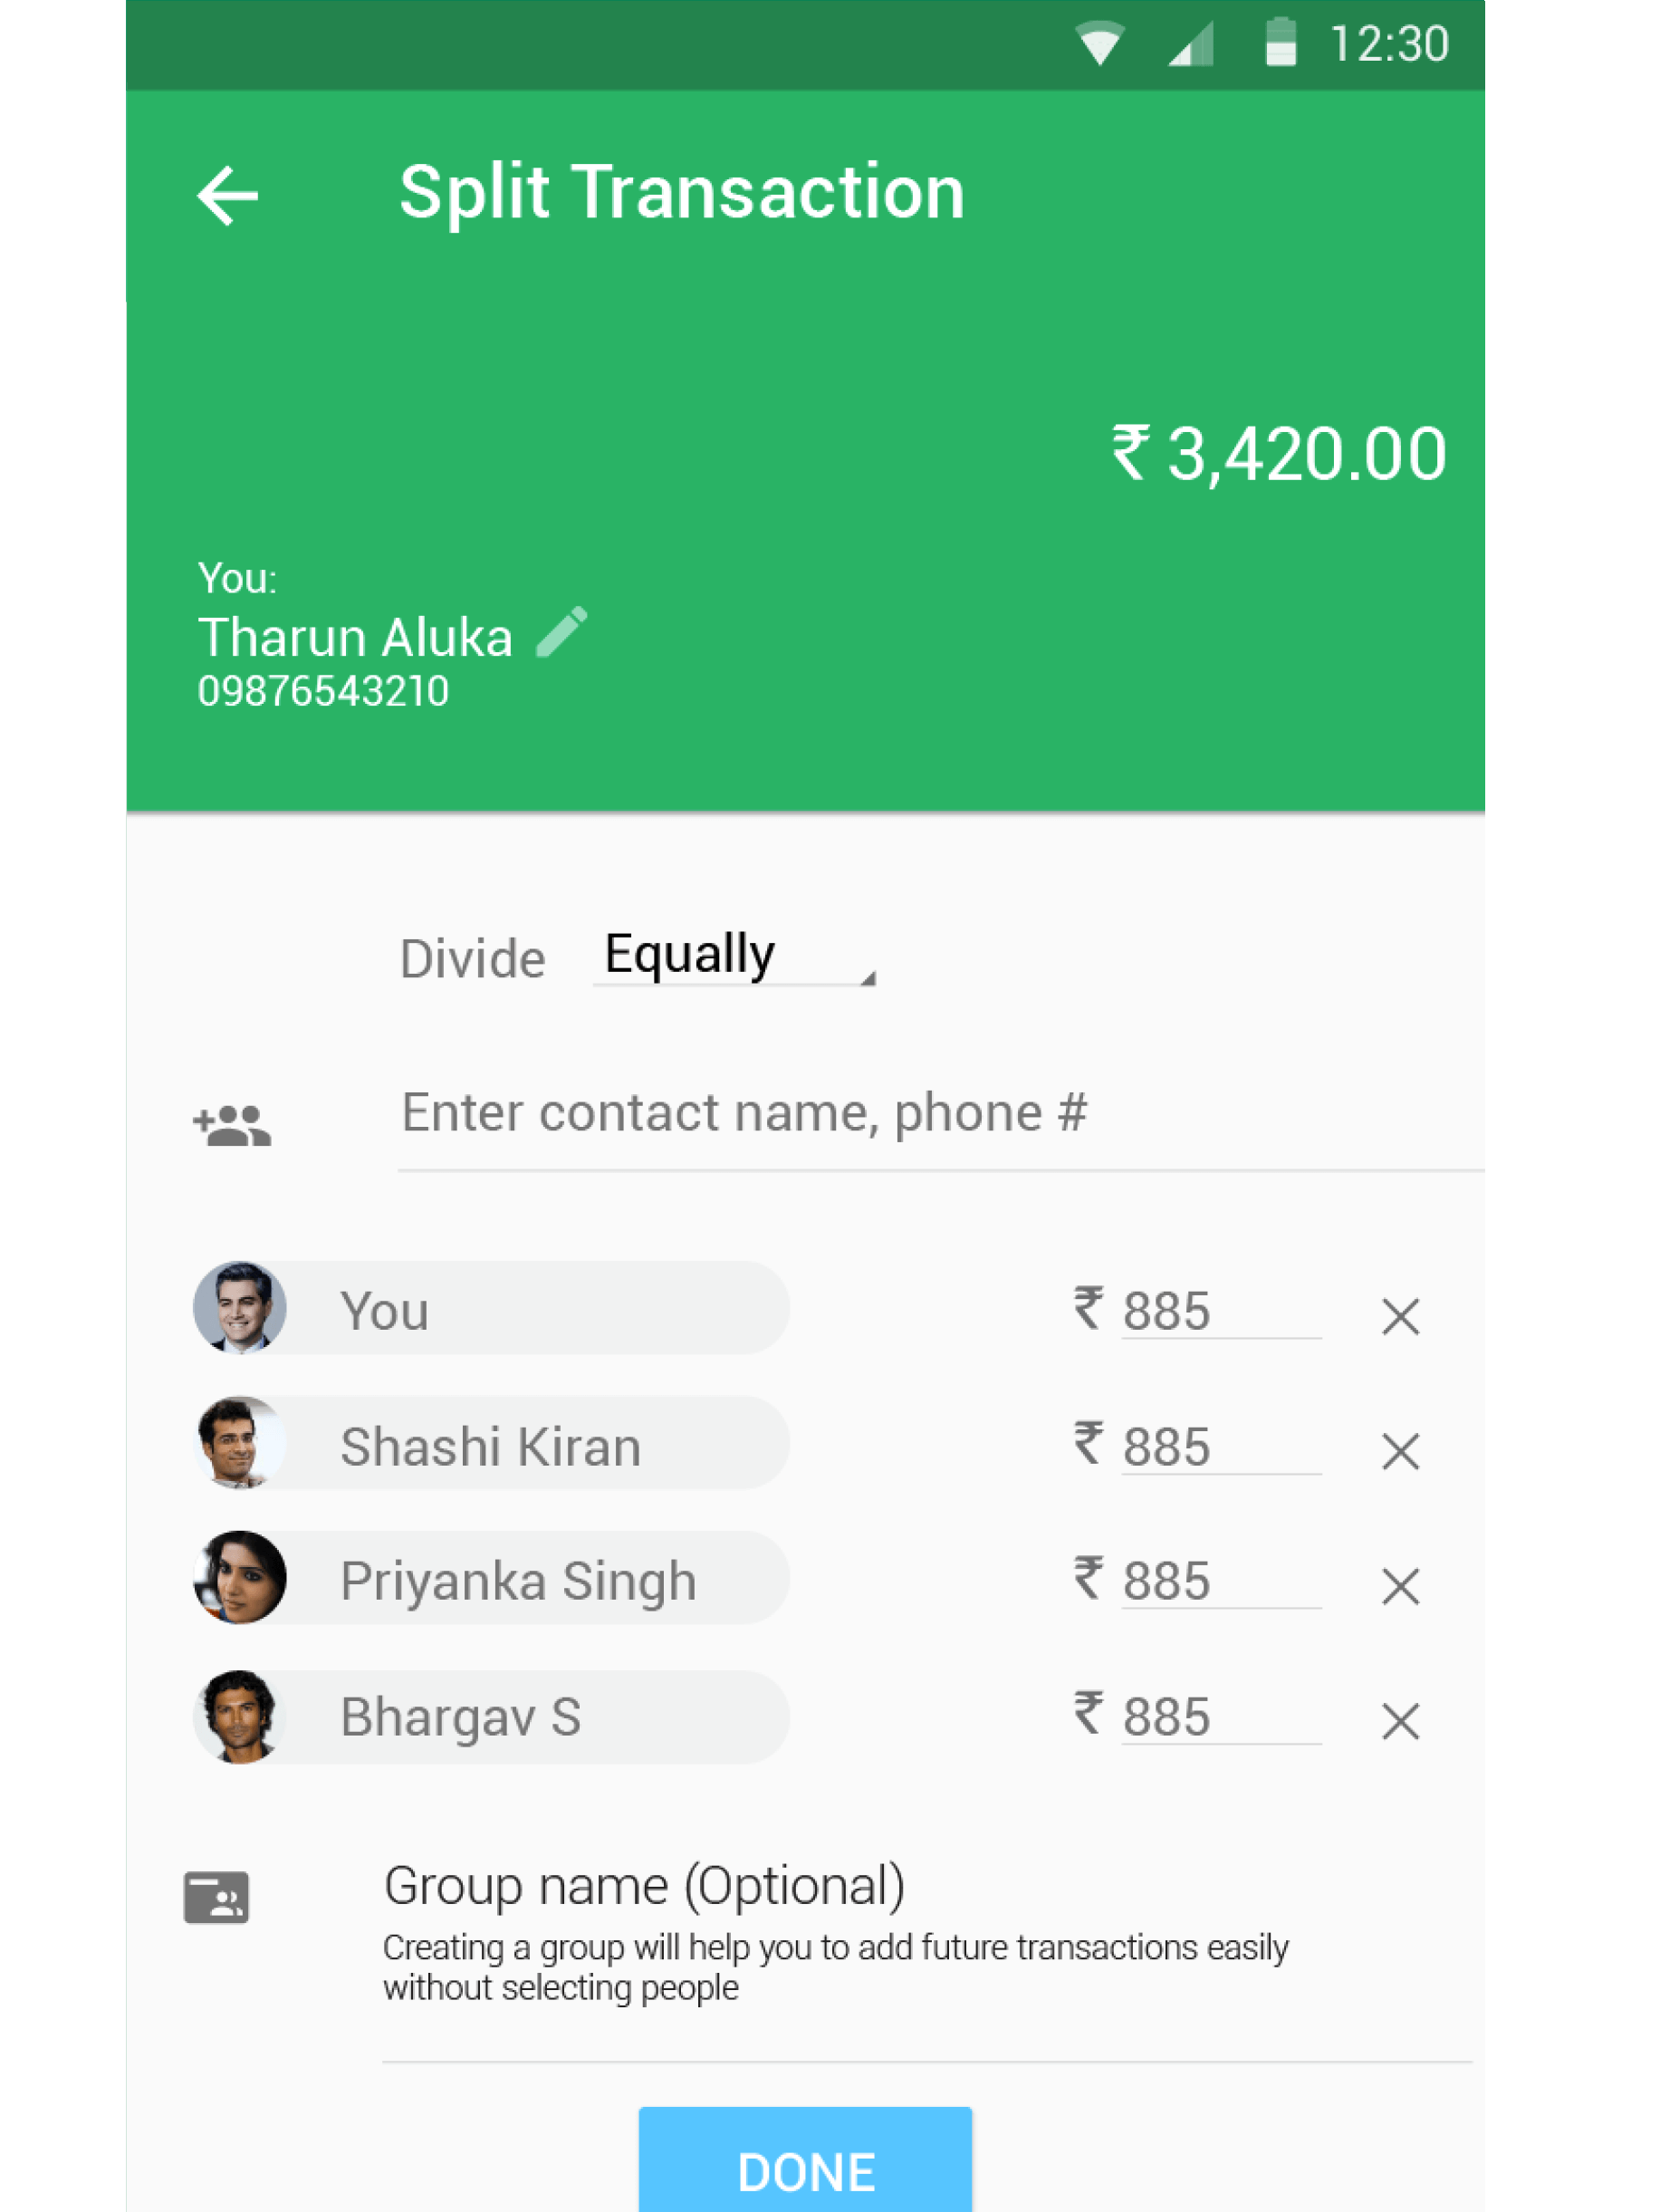 12:30
Split Transaction
₹ 3,420.00
You:
Tharun Aluka
09876543210
Divide Equally
Enter contact name, phone #
You ₹ 885
Shashi Kiran ₹ 885
Priyanka Singh ₹ 885
Bhargav S ₹ 885
Group name (Optional)
Creating a group will help you to add future transactions easily
without selecting people
DONE